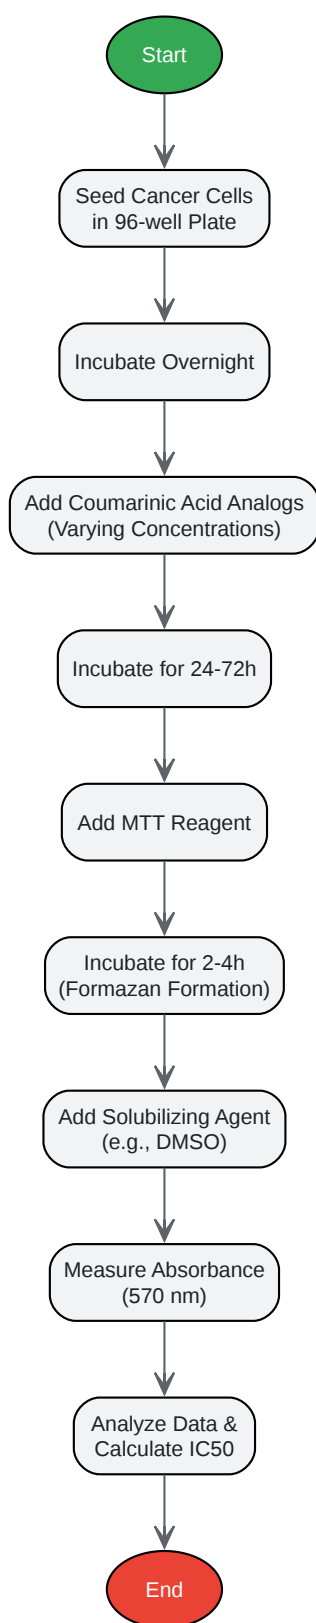 Start
Seed Cancer Cells
in 96-well Plate
Incubate Overnight
Add Coumarinic Acid Analogs
(Varying Concentrations)
Incubate for 24-72h
Add MTT Reagent
Incubate for 2-4h
(Formazan Formation)
Add Solubilizing Agent
(e.g., DMSO)
Measure Absorbance
(570 nm)
Analyze Data &
Calculate IC50
End